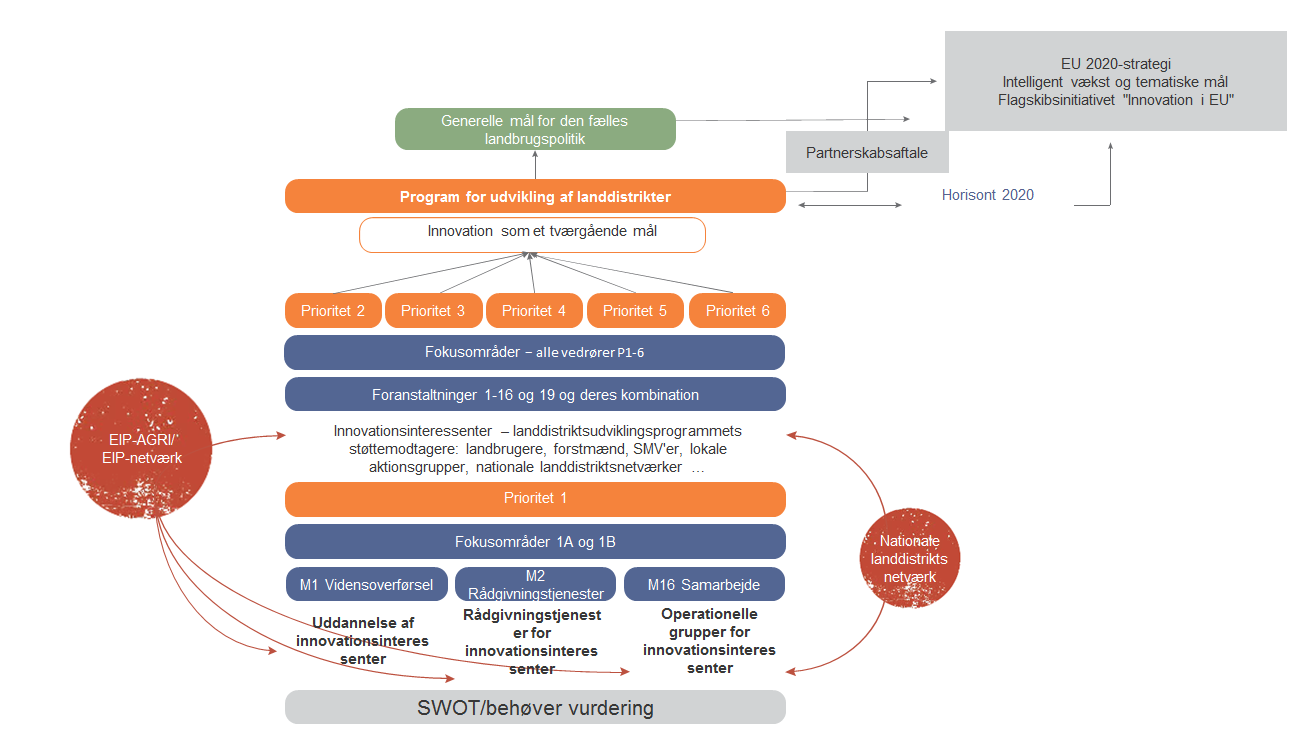 EU 2020-strategi
Intelligent vækst og tematiske mål
Flagskibsinitiativet "Innovation i EU"
Generelle mål for den fælles
landbrugspolitik
Partnerskabsaftale
Program for udvikling af landdistrikter
Horisont 2020
Innovation som et tværgående mål
Prioritet 2
Prioritet 3
Prioritet 4
Prioritet 5
Prioritet 6
Fokusområder – alle vedrører P1-6
Foranstaltninger 1-16 og 19 og deres kombination
EIP-AGRI/
EIP-netværk
Innovationsinteressenter – landdistriktsudviklingsprogrammets
støttemodtagere: landbrugere, forstmænd, SMV'er, lokale
aktionsgrupper, nationale landdistriktsnetværker ...
Prioritet 1
Fokusområder 1A og 1B
Nationale
landdistrikts
netværk
M1 Vidensoverførsel
M2
Rådgivningstjenester
M16 Samarbejde
Uddannelse af
innovationsinteres
senter
Rådgivningstjenest
er for
innovationsinteres
senter
Operationelle
grupper for
innovationsinteres
senter
SWOT/behøver vurdering